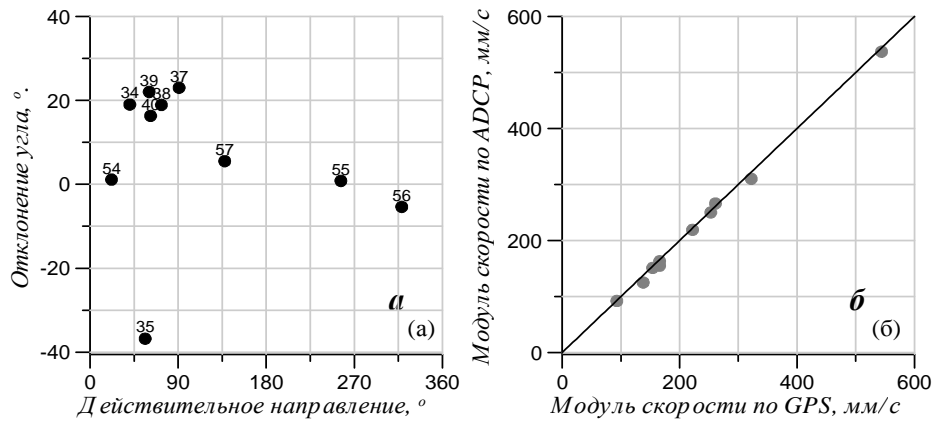 40
20
0
-20
-40
Отклонение угла, °.
39
37
34
38
40
57
54
55
56
35
а
(а)
0 90 180 270 360
Действительное направление, °
600
400
200
0
Модуль скорости по ADCP, мм/с
б
(б)
0 200 400 600
Модуль скорости по GPS, мм/с